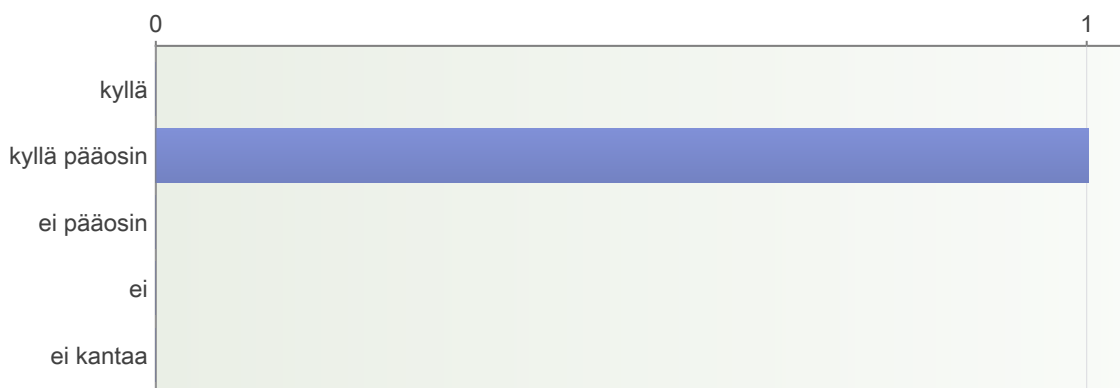 0 1
kyllä
kyllä pääosin
ei pääosin
ei
ei kantaa